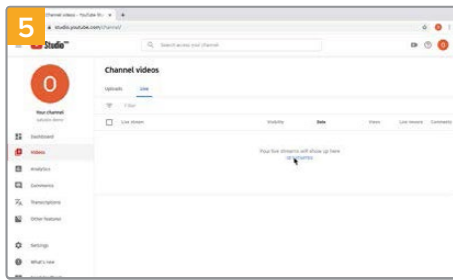 5
Channel videos - YouTube St
studio.youtube.com/channel/
Studio
Search across your channel
O
O
O
Your channel
Channel videos
Uploads
Live
Filter
Live stream
Visibility
Date
Views
Live viewers
Comments
Your live streams will show up here
GET STARTED
Dashboard
Videos
Analytics
Comments
Transcriptions
Other features
Settings
What's new